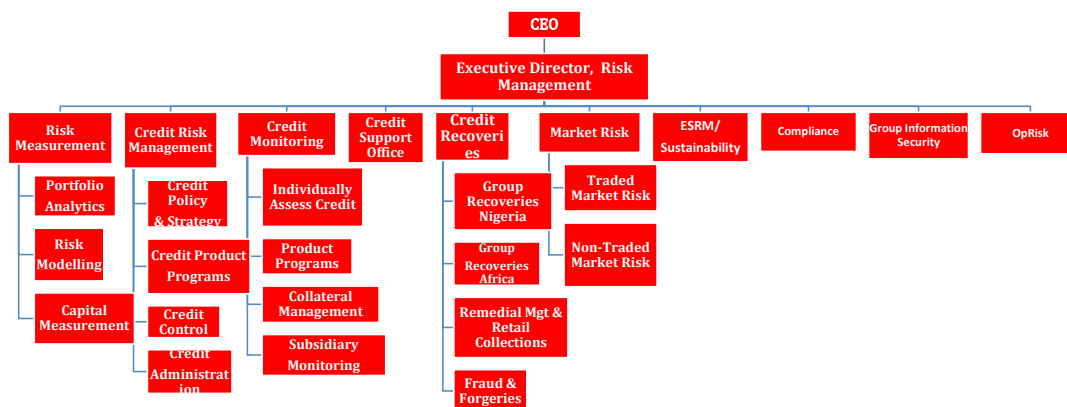 CEO
Executive Director, Risk
Management
Risk
Measurement
Credit Risk
Management
Credit
Monitoring
Credit
Support
Office
Credit
Recoveri
es
Market Risk
ESRM/
Sustainability
Compliance
Group Information
Security
OpRisk
Portfolio
Analytics
Risk
Modelling
Capital
Measurement
Credit
Policy
& Strategy
Credit Product
Programs
Credit
Control
Credit
Administrat
ion
Individually
Assess Credit
Product
Programs
Collateral
Management
Subsidiary
Monitoring
Group
Recoveries
Nigeria
Group
Recoveries
Africa
Remedial Mgt &
Retail
Collections
Fraud &
Forgeries
Traded
Market Risk
Non-Traded
Market Risk